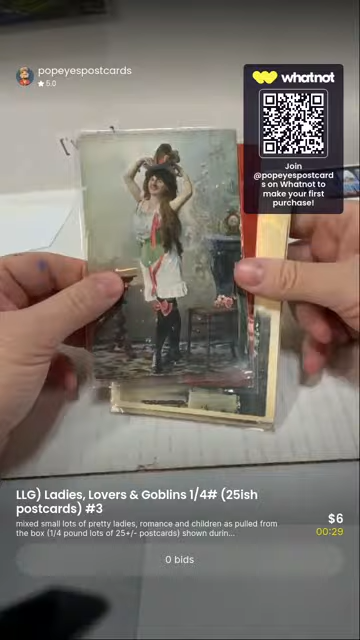 popeyespostcards
5.0
whatnot
Join
@popeyespostcard
s on Whatnot to
make your first
purchase!
LLG) Ladies, Lovers & Goblins 1/4# (25ish
postcards) #3
mixed small lots of pretty ladies, romance and children as pulled from
the box (1/4 pound lots of 25+/- postcards) shown durin...
$6
00:29
0 bids